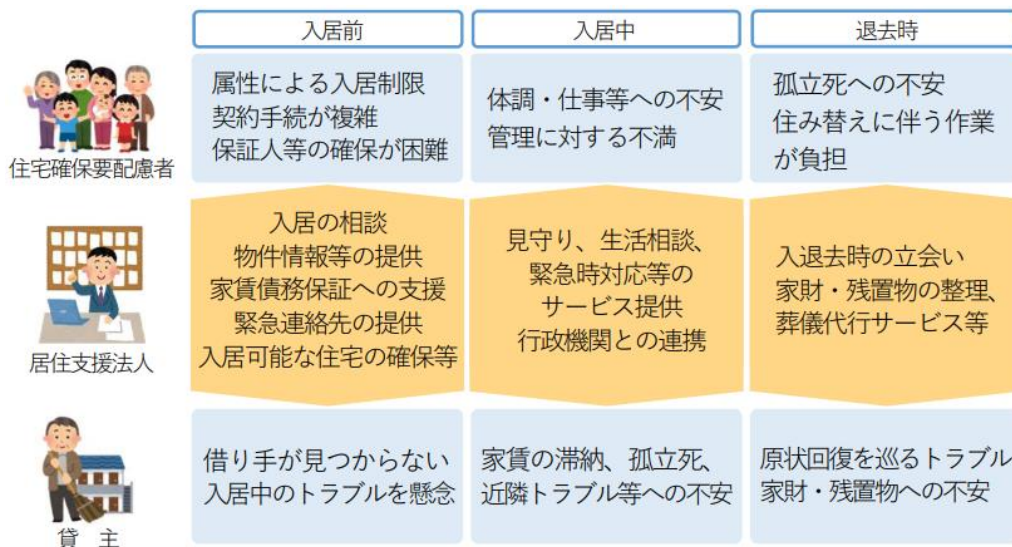 入居前
入居中
退去時
住宅確保要配慮者
属性による入居制限
契約手続が複雑
保証人等の確保が困難
体調・仕事等への不安
管理に対する不満
孤立死への不安
住み替えに伴う作業
が負担
居住支援法人
入居の相談
物件情報等の提供
家賃債務保証への支援
緊急連絡先の提供
入居可能な住宅の確保等
見守り、生活相談、
緊急時対応等の
サービス提供
行政機関との連携
入退去時の立会い
家財・残置物の整理、
葬儀代行サービス等
貸 主
借り手が見つからない
入居中のトラブルを懸念
家賃の滞納、孤立死、
近隣トラブル等への不安
原状回復を巡るトラブル
家財・残置物への不安